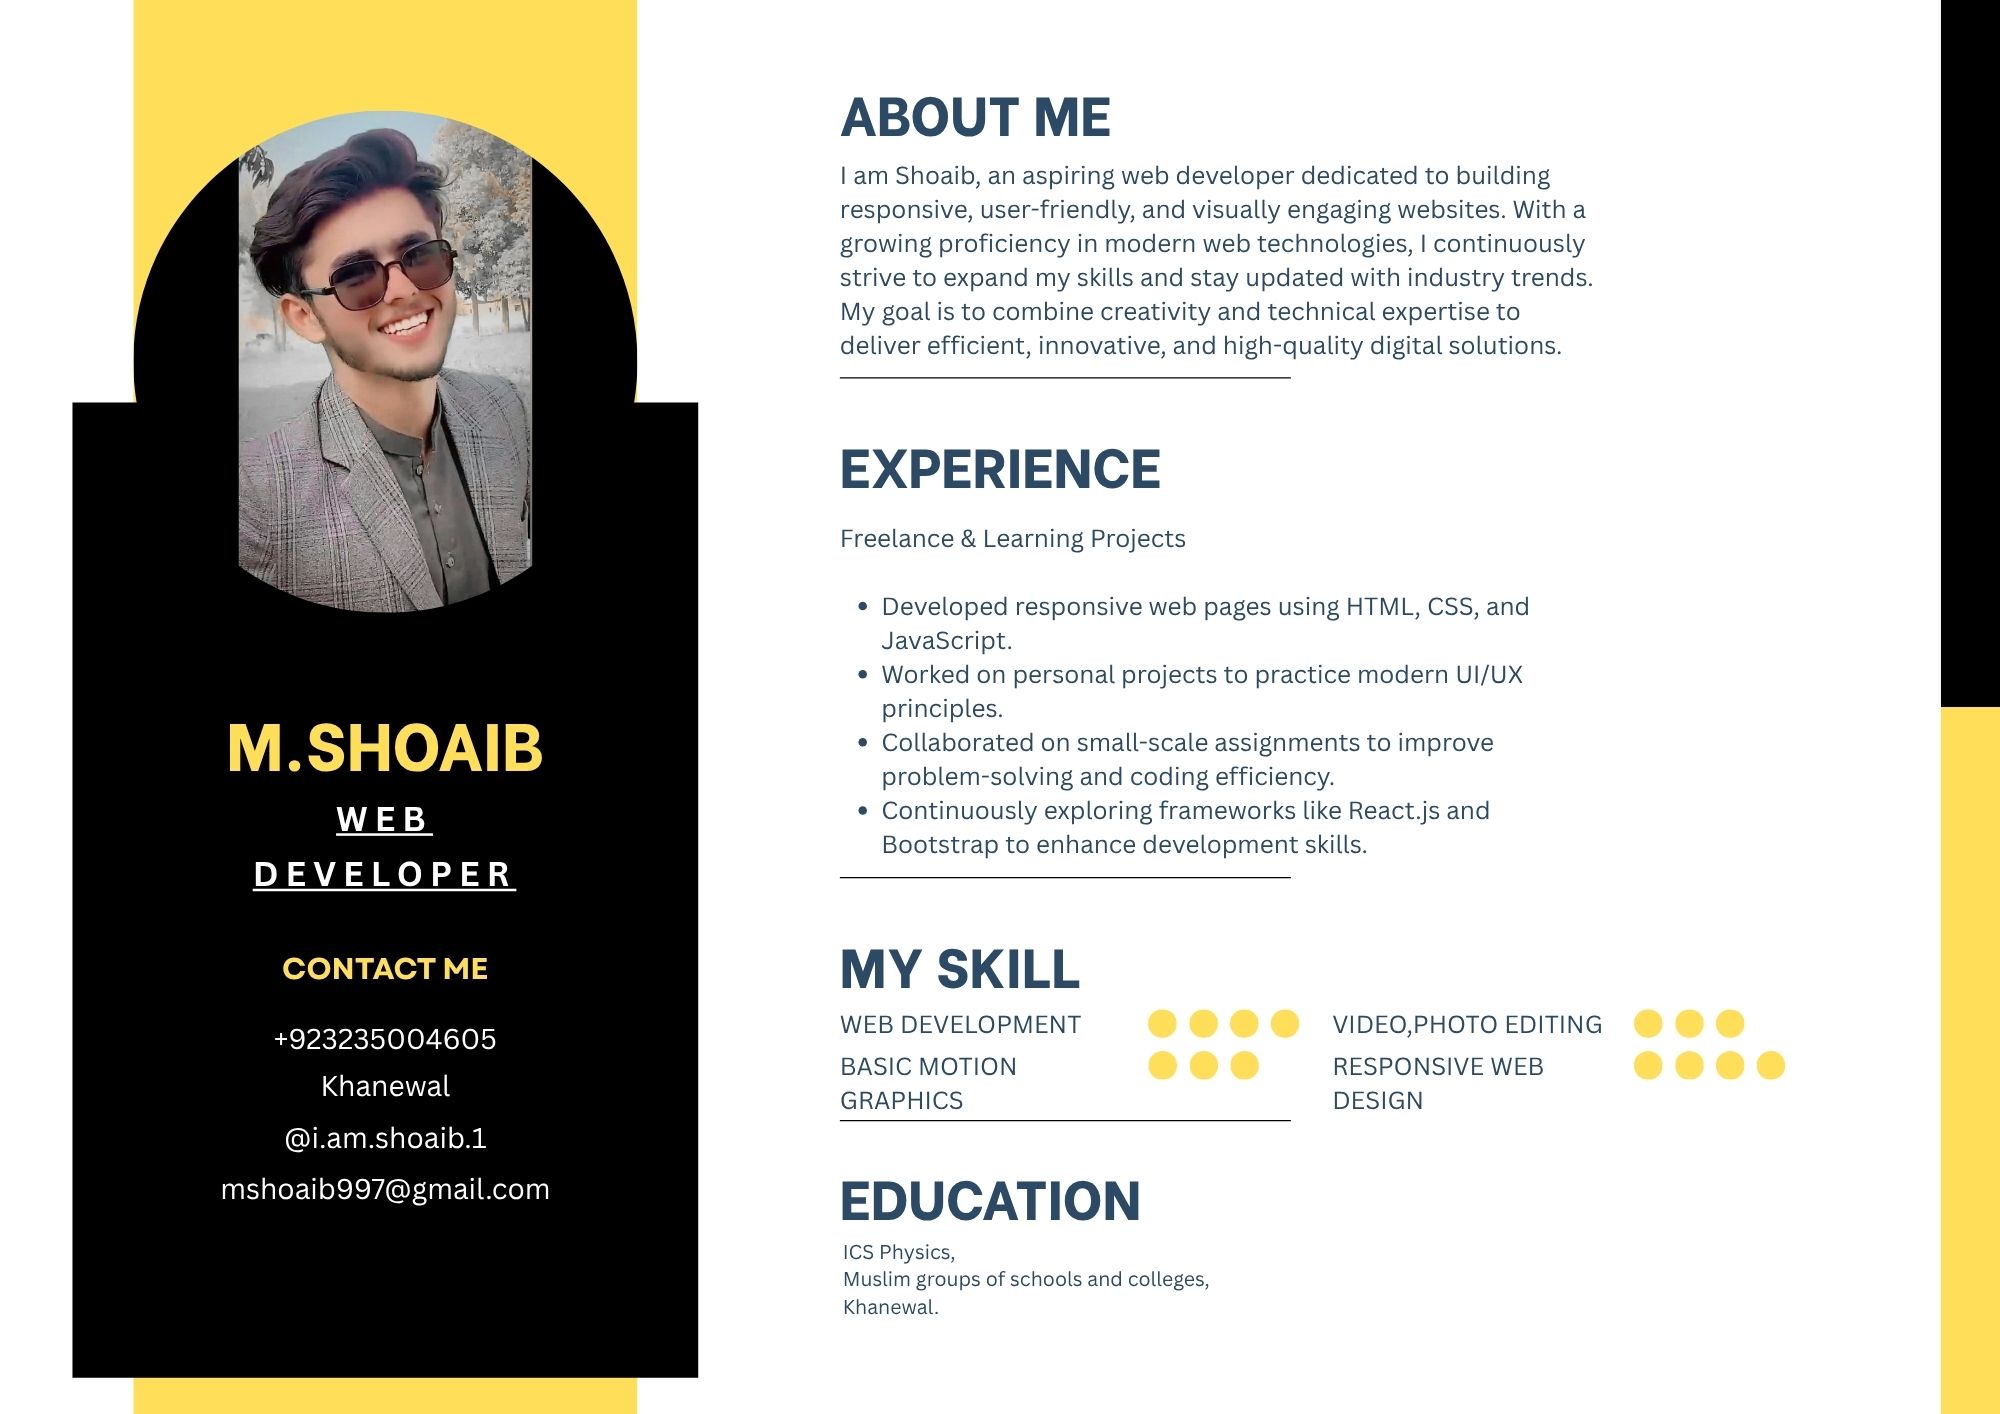 M.SHOAIB
WEB
DEVELOPER
CONTACT ME
+923235004605
Khanewal
@i.am.shoaib.1
mshoaib997@gmail.com
ABOUT ME
I am Shoaib, an aspiring web developer dedicated to building
responsive, user-friendly, and visually engaging websites. With a
growing proficiency in modern web technologies, I continuously
strive to expand my skills and stay updated with industry trends.
My goal is to combine creativity and technical expertise to
deliver efficient, innovative, and high-quality digital solutions.
EXPERIENCE
Freelance & Learning Projects
• Developed responsive web pages using HTML, CSS, and
JavaScript.
• Worked on personal projects to practice modern UI/UX
principles.
• Collaborated on small-scale assignments to improve
problem-solving and coding efficiency.
• Continuously exploring frameworks like React.js and
Bootstrap to enhance development skills.
MY SKILL
WEB DEVELOPMENT
BASIC MOTION
GRAPHICS
VIDEO,PHOTO EDITING
RESPONSIVE WEB
DESIGN
EDUCATION
ICS Physics,
Muslim groups of schools and colleges,
Khanewal.